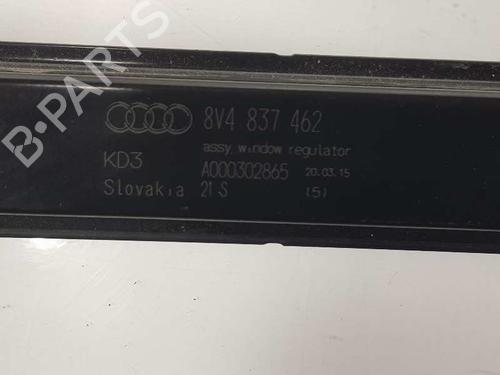 8V4 837 462
assy. window regulator
KD3
A000302865 20.03.15
Slovakia 21 S (5)
B-PARTS